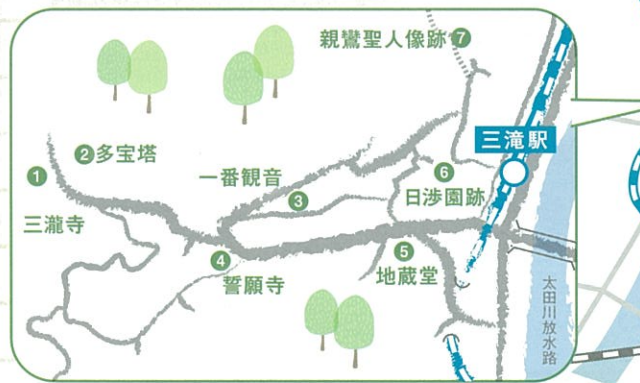 親鸞聖人像跡 7
三滝駅
2 多宝塔
1
三瀧寺
一番観音
3
6
日渉園跡
4
誓願寺
5
地蔵堂
太田川放水路